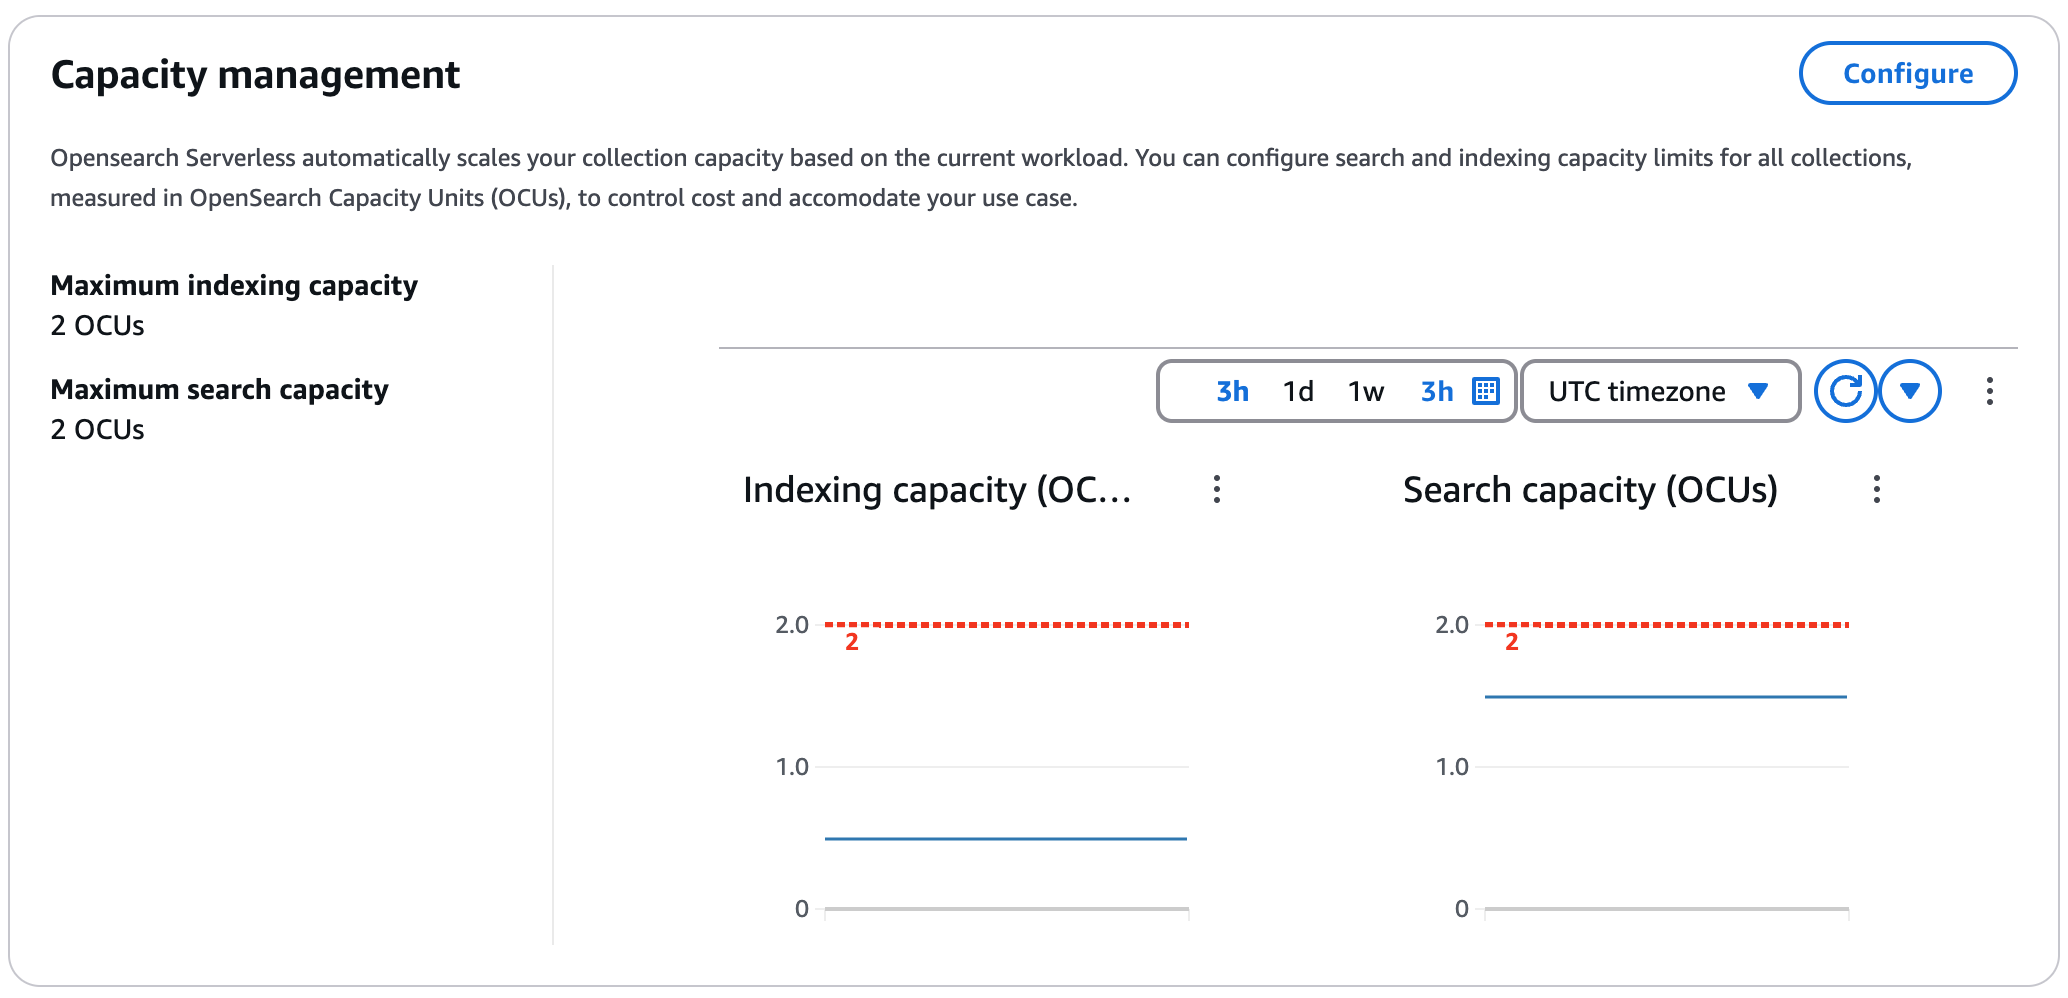 Capacity management
Configure
Opensearch Serverless automatically scales your collection capacity based on the current workload. You can configure search and indexing capacity limits for all collections,
measured in OpenSearch Capacity Units (OCUs), to control cost and accomodate your use case.
Maximum indexing capacity
2 OCUs
Maximum search capacity
2 OCUs
3h 1d 1w 3h UTC timezone
Indexing capacity (OC...
2.0
2
1.0
0
Search capacity (OCUs)
2.0
2
1.0
0